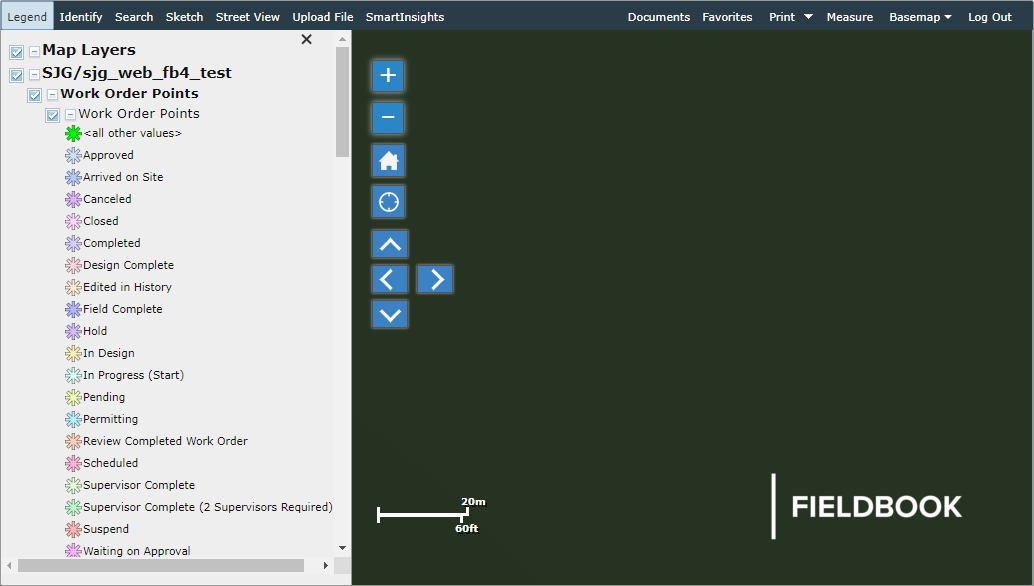 Legend Identify Search Sketch Street View Upload File SmartInsights Documents Favorites Print Measure Basemap Log Out
Map Layers
SJG/sjg_web_fb4_test
Work Order Points
Work Order Points
<all other values>
Approved
Arrived on Site
Canceled
Closed
Completed
Design Complete
Edited in History
Field Complete
Hold
In Design
In Progress (Start)
Pending
Permitting
Review Completed Work Order
Scheduled
Supervisor Complete
Supervisor Complete (2 Supervisors Required)
Suspend
Waiting on Approval
20m
60ft
FIELDBOOK